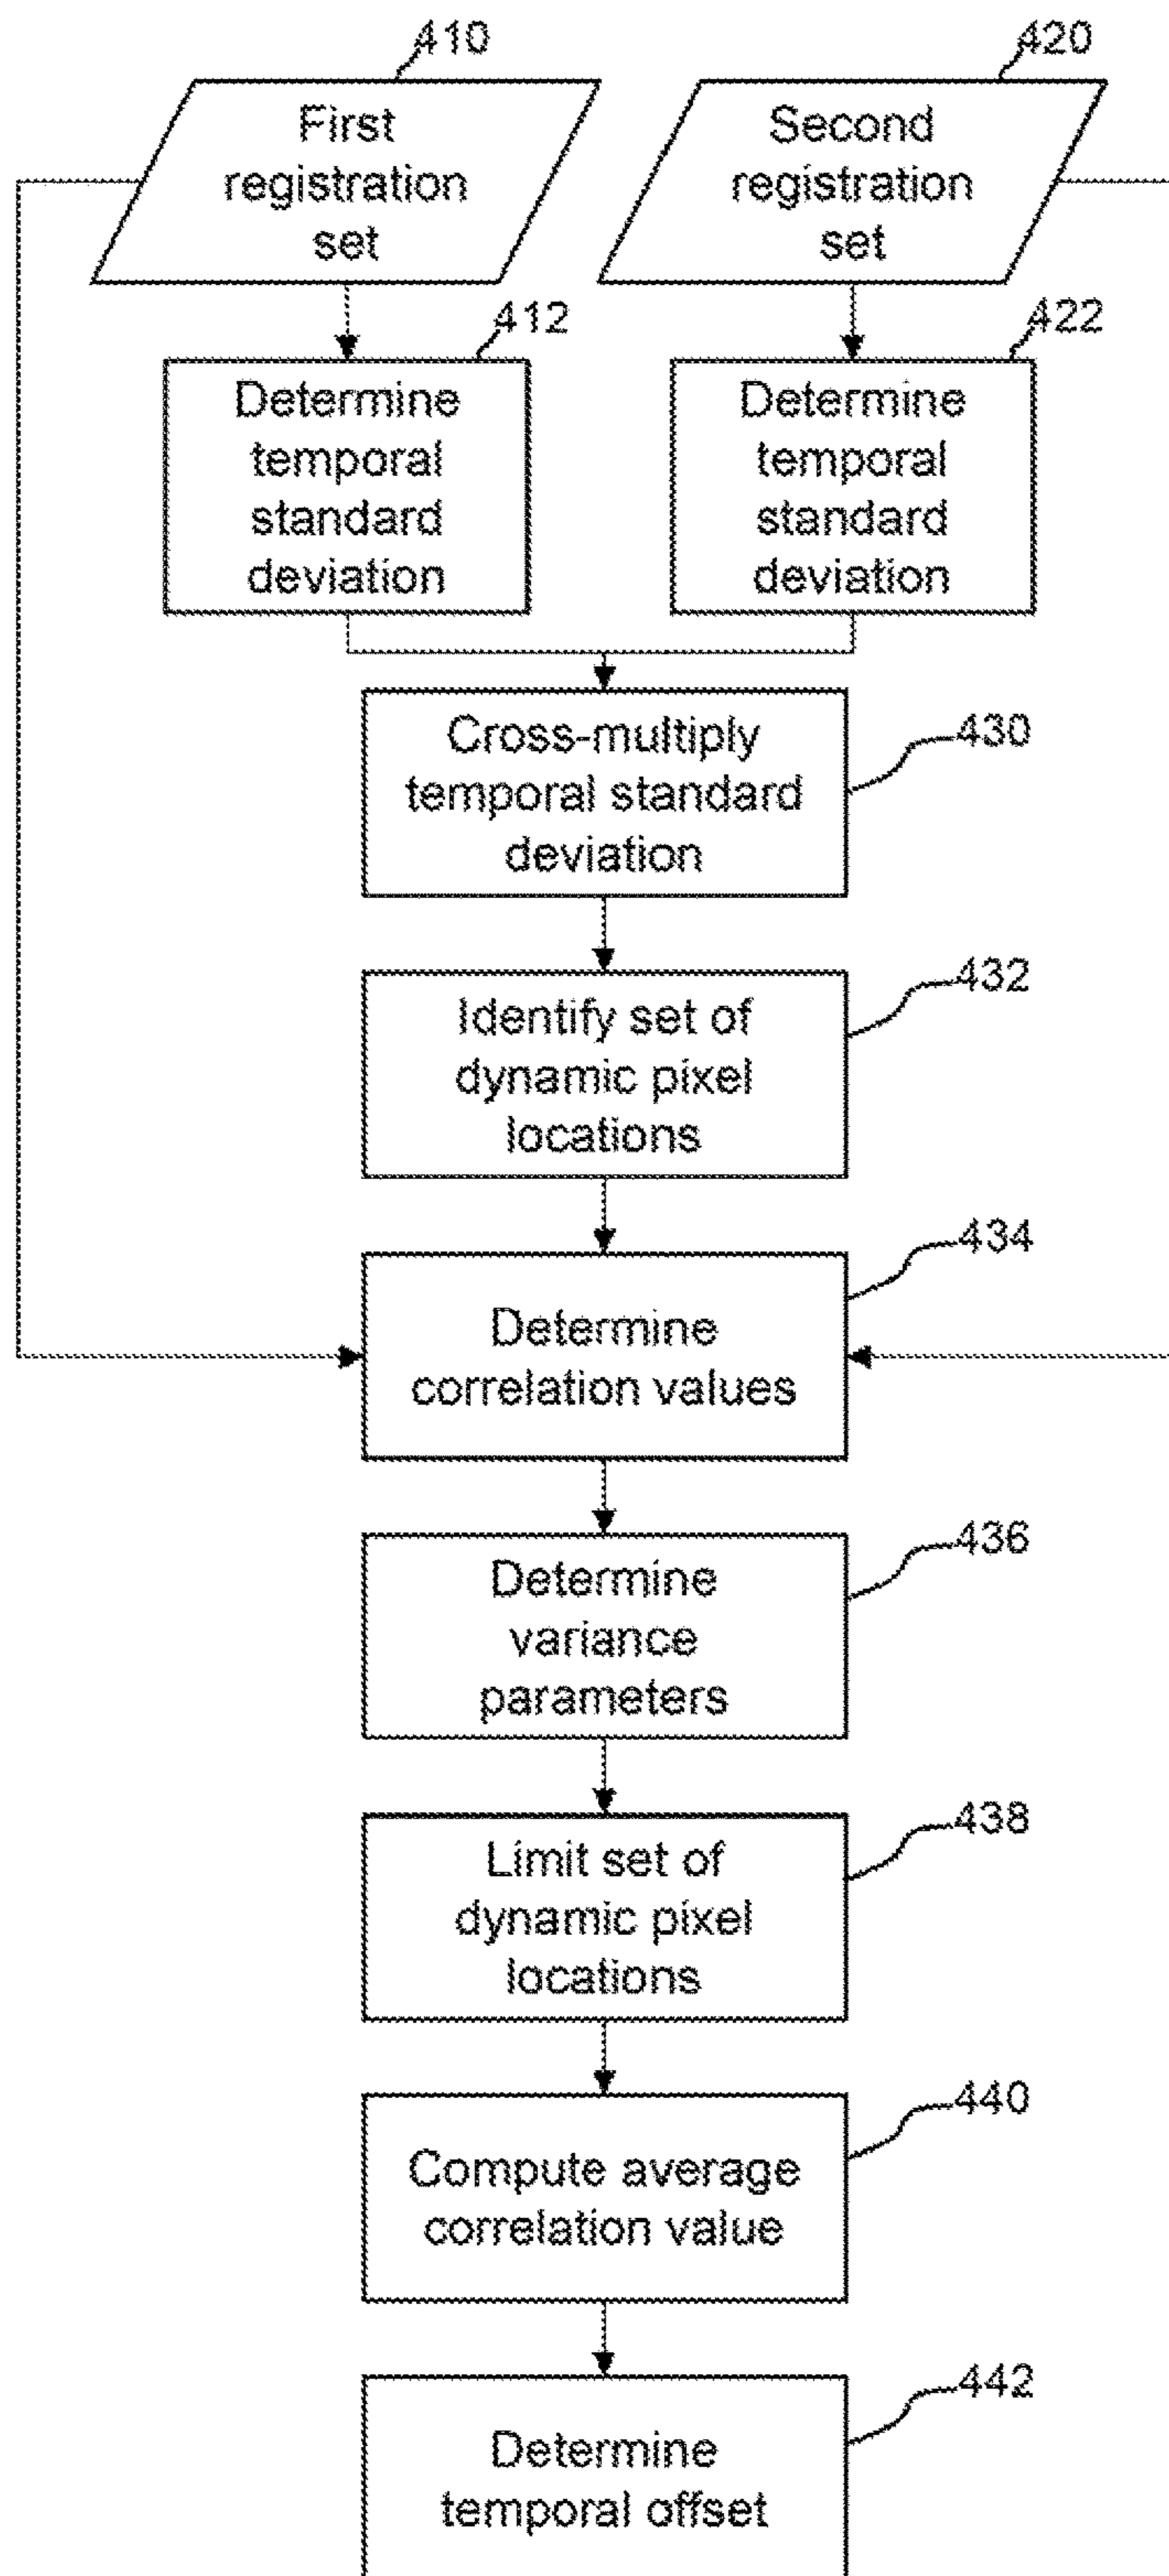 410
420
First
registration
set
Second
registration
set
412
422
Determine
temporal
standard
deviation
Determine
temporal
standard
deviation
Cross-multiply
temporal standard
deviation
430
Identify set of
dynamic pixel
locations
432
Determine
correlation values
434
Determine
variance
parameters
436
Limit set of
dynamic pixel
locations
438
Compute average
correlation value
440
Determine
temporal offset
442